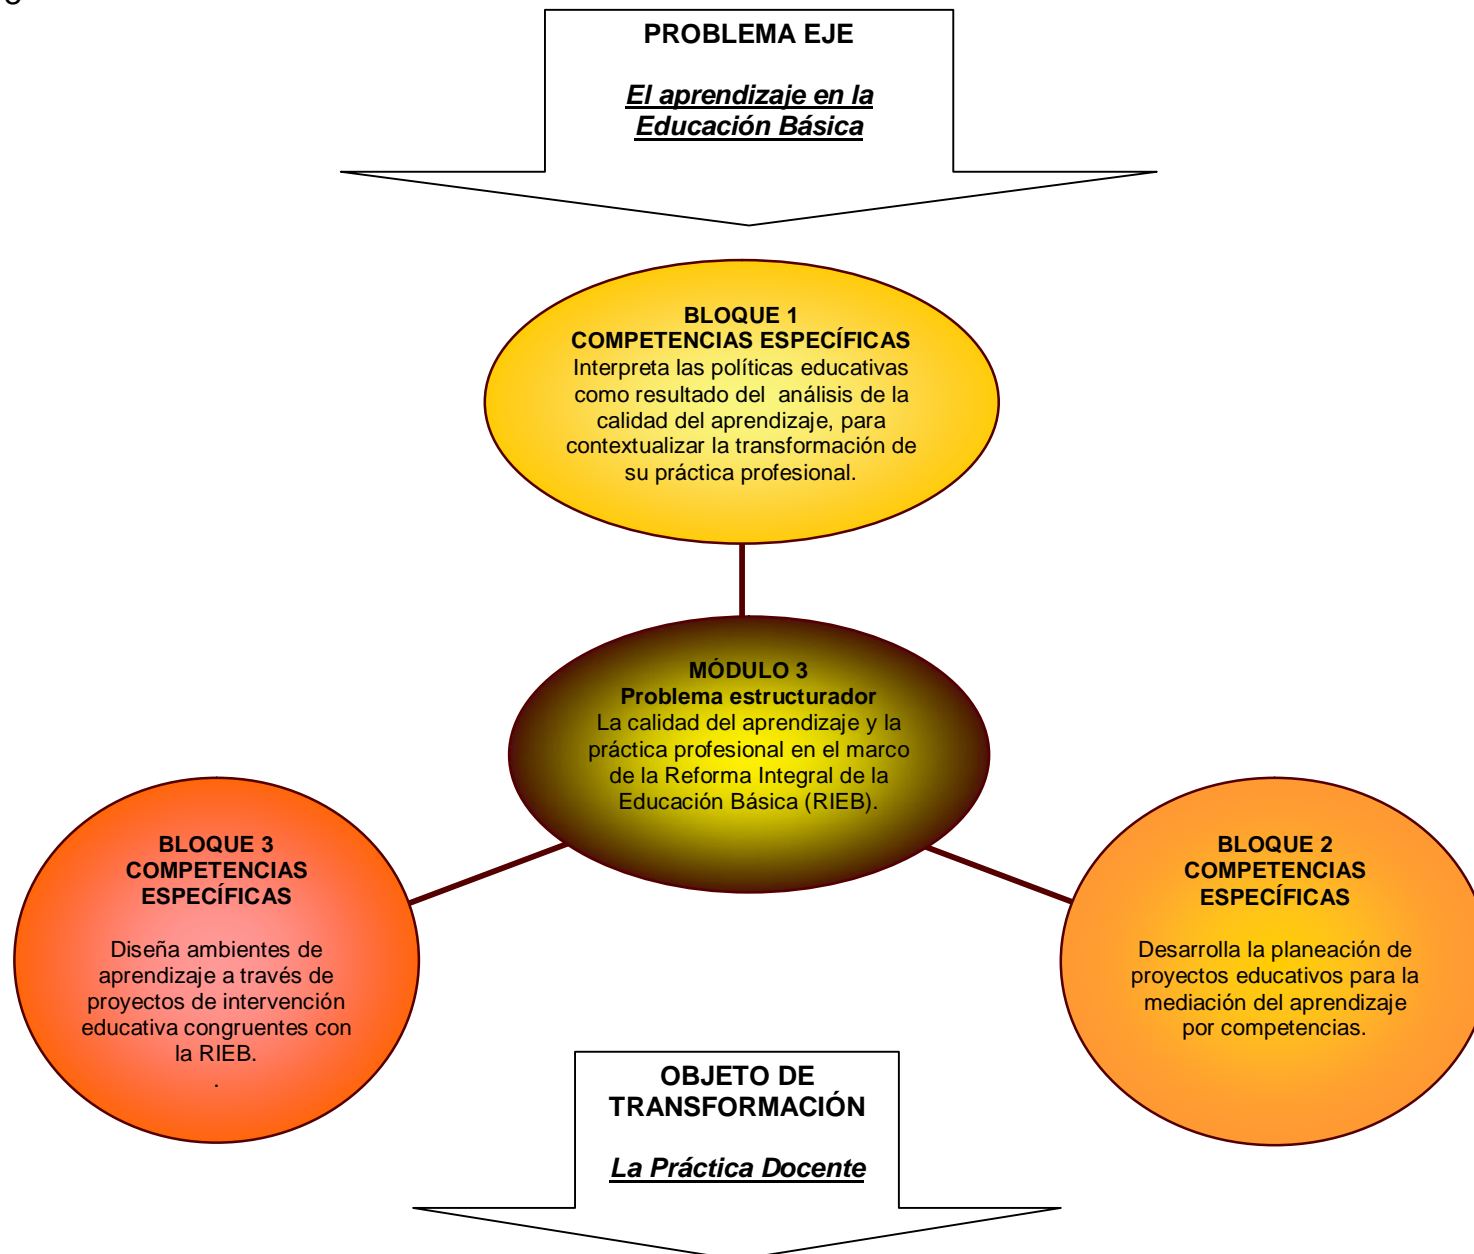 PROBLEMA EJE
El aprendizaje en la
Educación Básica
BLOQUE 1
COMPETENCIAS ESPECÍFICAS
Interpreta las políticas educativas
como resultado del análisis de la
calidad del aprendizaje, para
contextualizar la transformación de
su práctica profesional.
MÓDULO 3
Problema estructurador
La calidad del aprendizaje y la
práctica profesional en el marco
de la Reforma Integral de la
Educación Básica (RIEB).
BLOQUE 3
COMPETENCIAS
ESPECÍFICAS
Diseña ambientes de
aprendizaje a través de
proyectos de intervención
educativa congruentes con
la RIEB.
.
BLOQUE 2
COMPETENCIAS
ESPECÍFICAS
Desarrolla la planeación de
proyectos educativos para la
mediación del aprendizaje
por competencias.
OBJETO DE
TRANSFORMACIÓN
La Práctica Docente